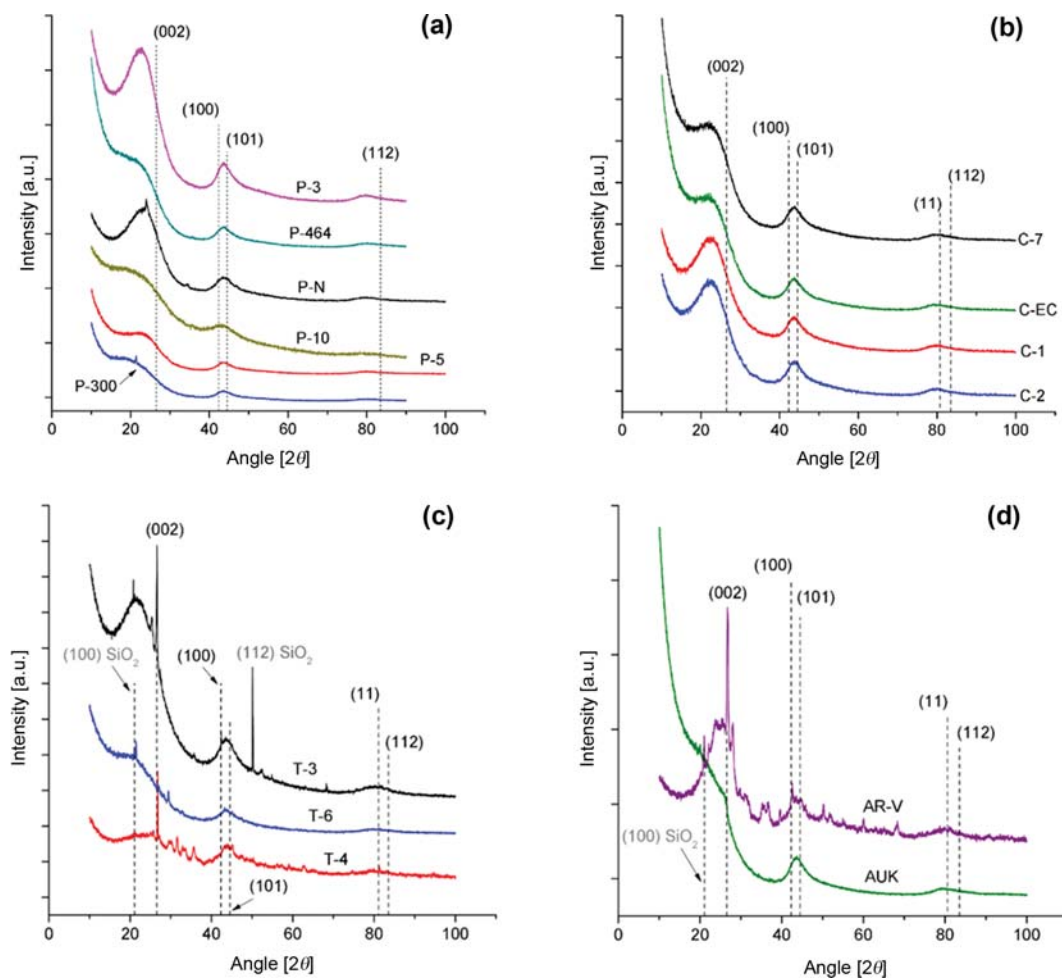 (a)
(002)
(100)
(101)
(112)
P-3
P-464
P-N
P-10
P-5
P-300
Intensity [a.u.]
0 20 40 60 80 100
Angle [2θ]
(b)
(002)
(100)
(101)
(112)
(11)
C-7
C-EC
C-1
C-2
Intensity [a.u.]
0 20 40 60 80 100
Angle [2θ]
(c)
(002)
(100) SiO₂
(100)
(112) SiO₂
(11)
(112)
T-3
T-6
T-4
(101)
Intensity [a.u.]
0 20 40 60 80 100
Angle [2θ]
(d)
(100)
(002)
(101)
(11)
(112)
AR-V
(100) SiO₂
AUK
Intensity [a.u.]
0 20 40 60 80 100
Angle [2θ]